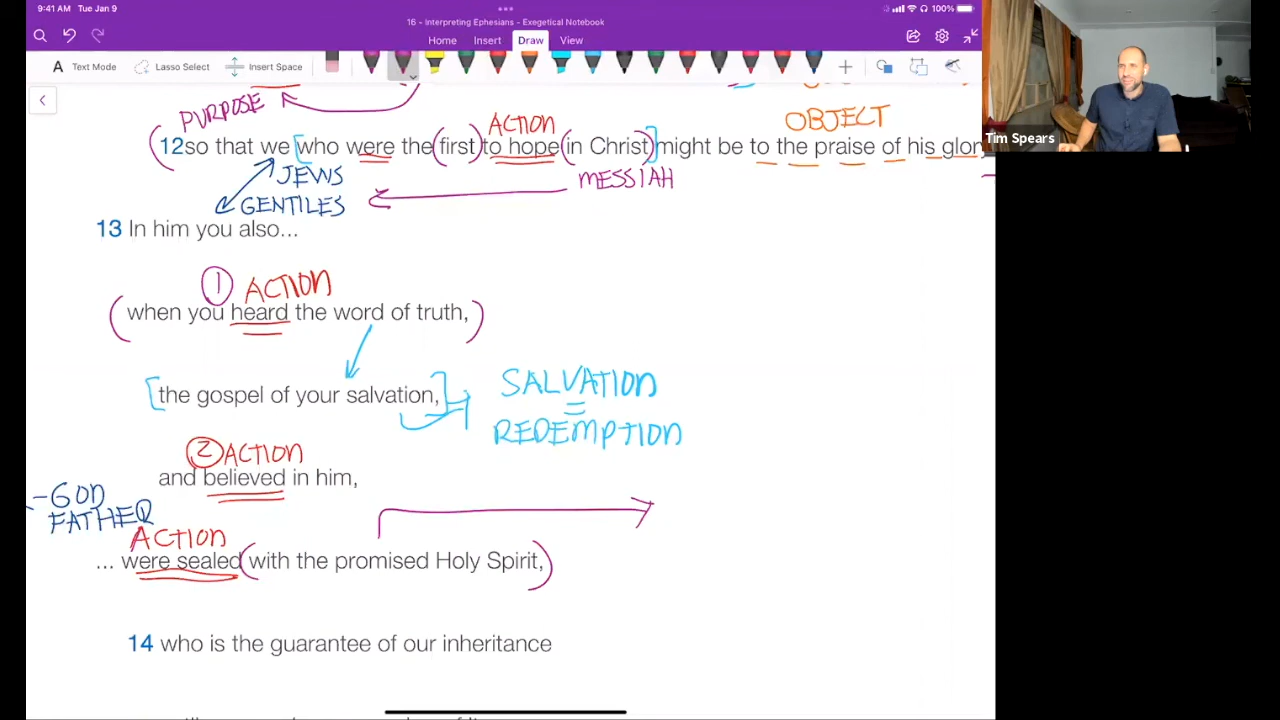 9:41 AM Tue Jan 9
100%
16 - Interpreting Ephesians - Exegetical Notebook
Home Insert Draw View
A Text Mode Lasso Select Insert Space
Tim Spears
PURPOSE
ACTION
OBJECT
12so that we [who were the (first) to hope (in Christ)] might be to the praise of his glor
JEWS
MESSIAH
GENTILES
13 In him you also...
1 ACTION
(when you heard the word of truth,)
[the gospel of your salvation,]
SALVATION
=
REDEMPTION
2 ACTION
and believed in him,
-GOD
FATHER
ACTION
... were sealed (with the promised Holy Spirit,)
14 who is the guarantee of our inheritance